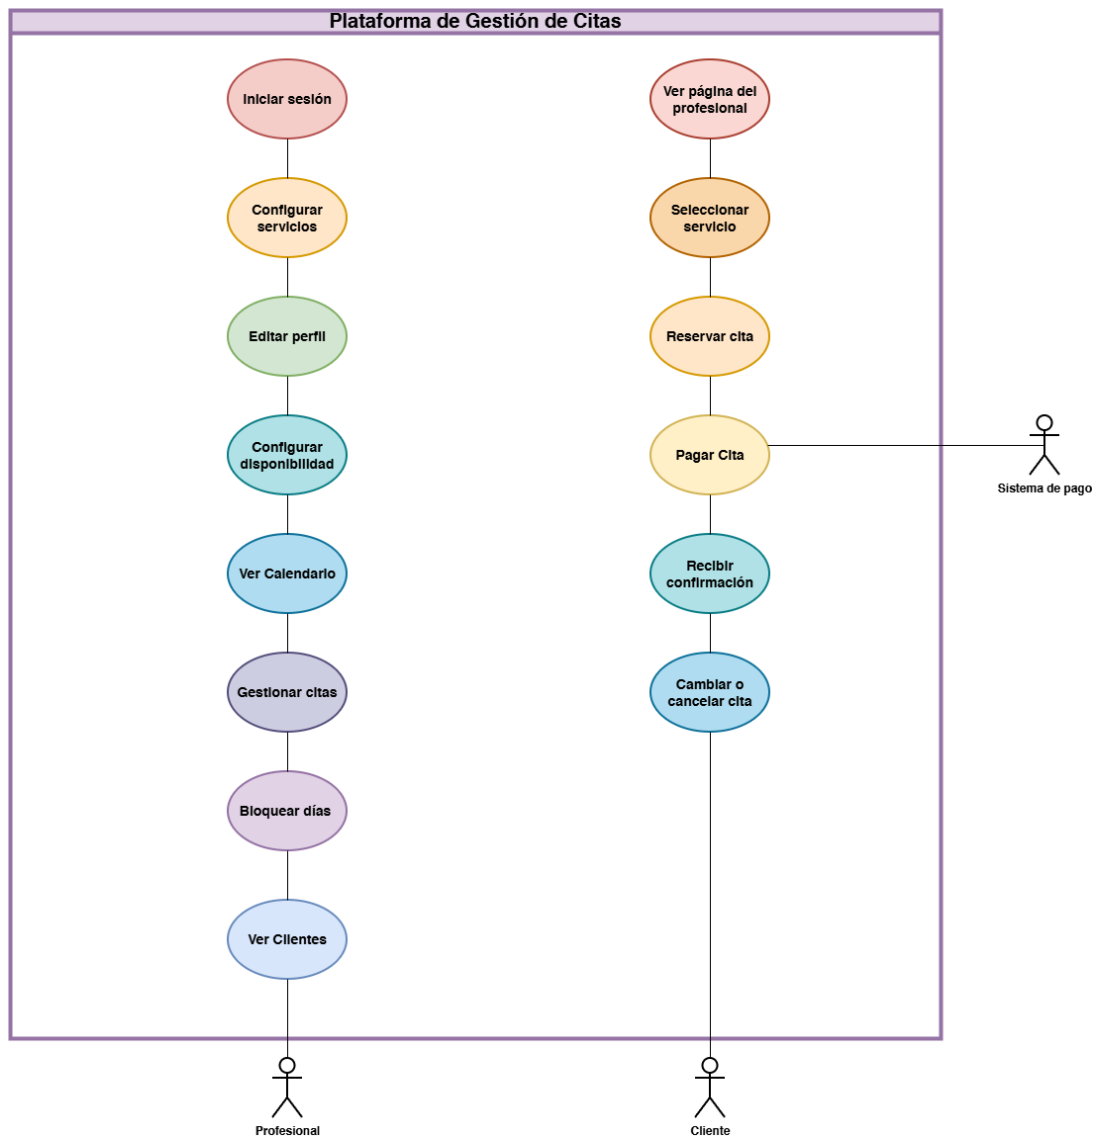 Plataforma de Gestión de Citas
Iniciar sesión
Configurar
servicios
Editar perfil
Configurar
disponibilidad
Ver Calendario
Gestionar citas
Bloquear días
Ver Clientes
Profesional
Ver página del
profesional
Seleccionar
servicio
Reservar cita
Pagar Cita
Recibir
confirmación
Cambiar o
cancelar cita
Cliente
Sistema de pago